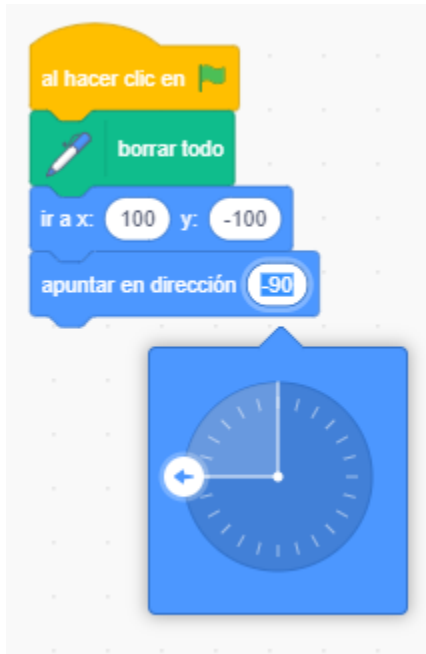 al hacer clic en
borrar todo
ir a x: 100 y: -100
apuntar en dirección -90